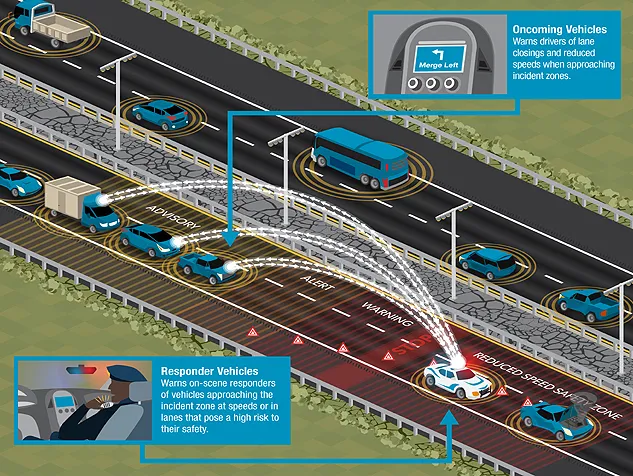 Oncoming Vehicles
Warns drivers of lane
closings and reduced
speeds when approaching
incident zones.
Merge Left
ADVISORY
ALERT
WARNING
STOP
REDUCED SPEED SAFETY ZONE
Responder Vehicles
Warns on-scene responders
of vehicles approaching the
incident zone at speeds or in
lanes that pose a high risk to
their safety.